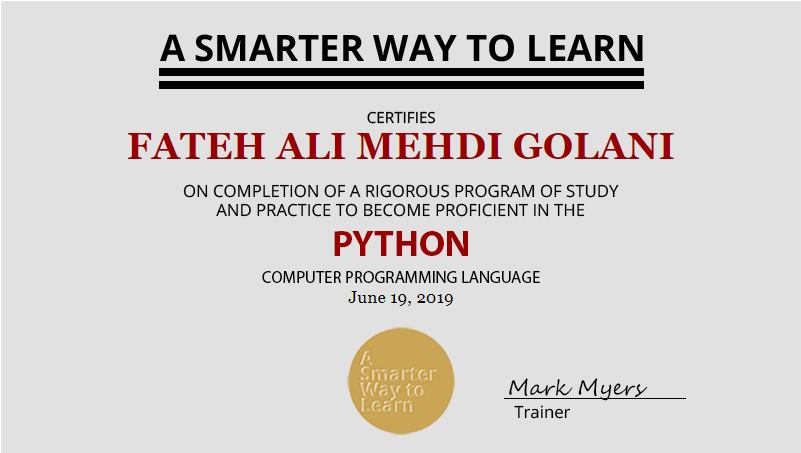 A SMARTER WAY TO LEARN
CERTIFIES
FATEH ALI MEHDI GOLANI
ON COMPLETION OF A RIGOROUS PROGRAM OF STUDY
AND PRACTICE TO BECOME PROFICIENT IN THE
PYTHON
COMPUTER PROGRAMMING LANGUAGE
June 19, 2019
A
Smarter
Way to
Learn
Mark Myers
Trainer